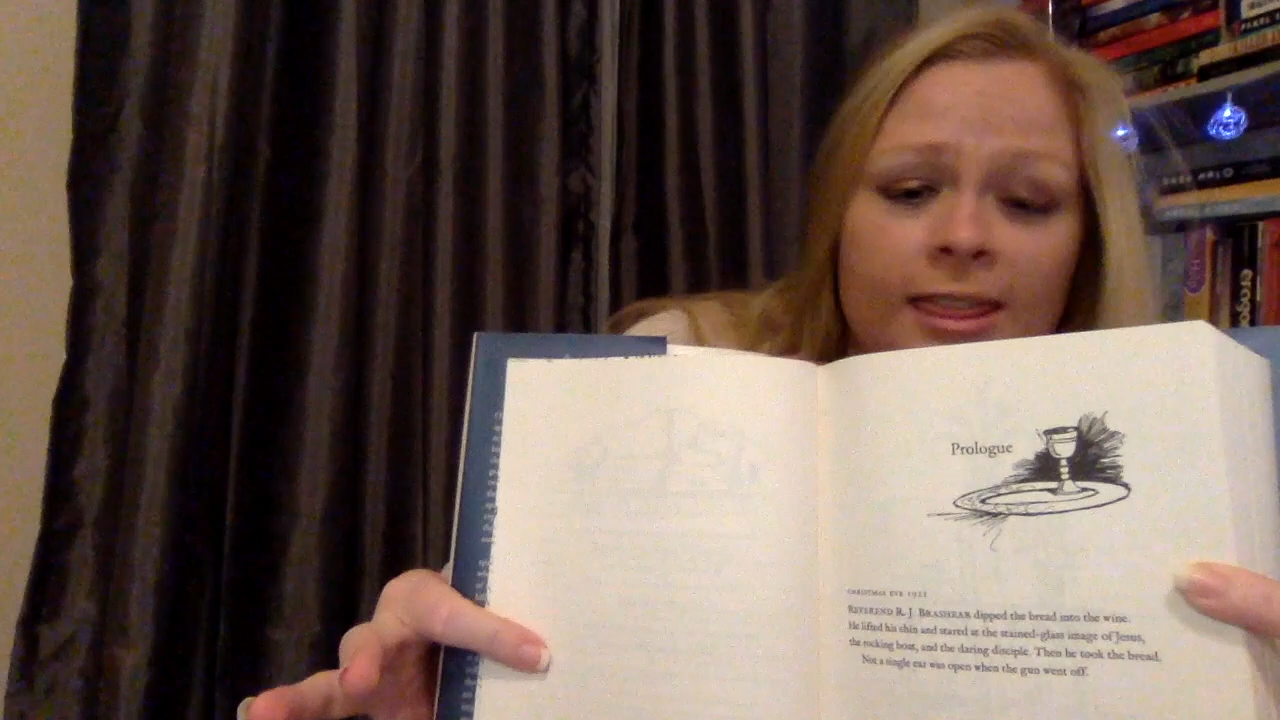 Prologue
CHRISTMAS EVE 1921
REVEREND R. J. BRASHEAR dipped the bread into the wine.
He lifted his chin and stared at the stained-glass image of Jesus,
the rocking boat, and the daring disciple. Then he took the bread.
Not a single ear was open when the gun went off.